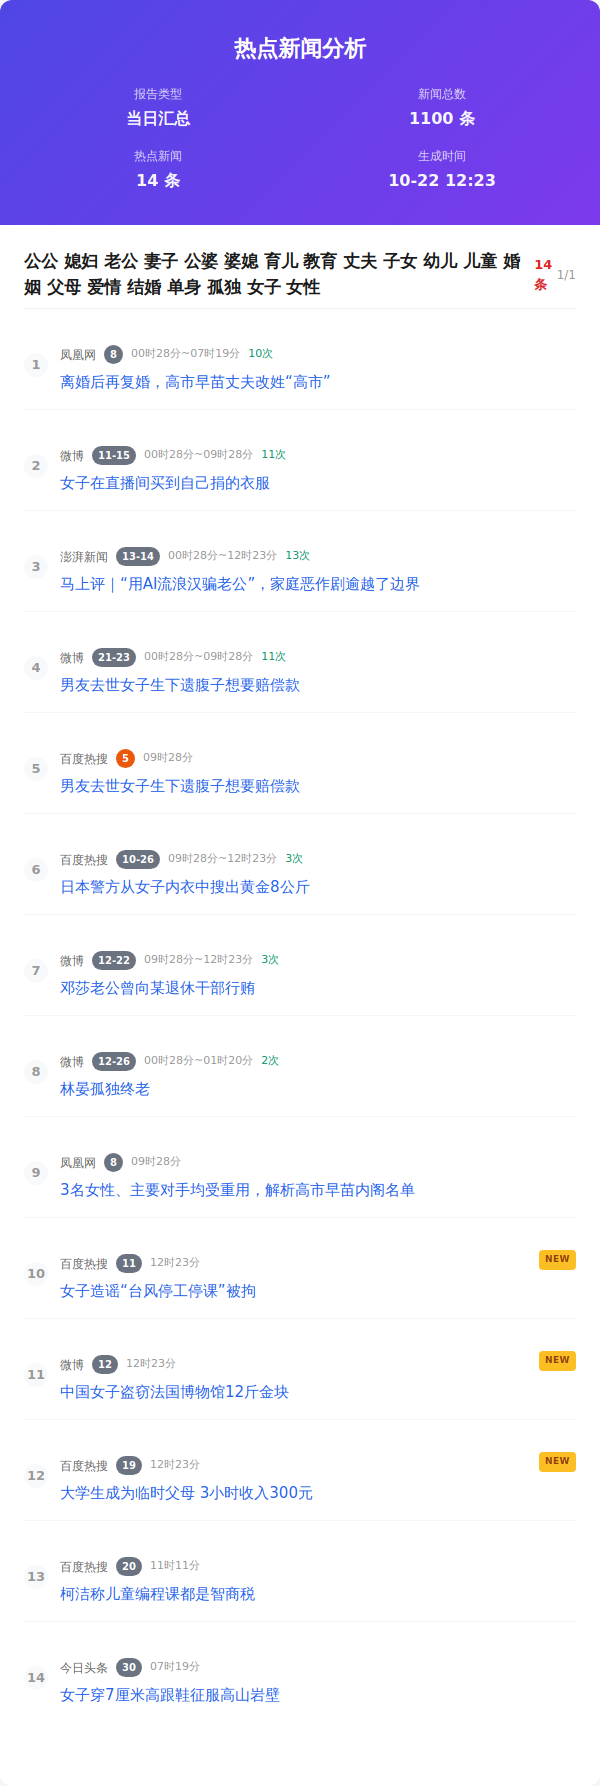 热点新闻分析
报告类型
新闻总数
当日汇总
1100 条
热点新闻
生成时间
14 条
10-22 12:23
公公 媳妇 老公 妻子 公婆 婆媳 育儿 教育 丈夫 子女 幼儿 儿童 婚
姻 父母 爱情 结婚 单身 孤独 女子 女性
14
条
1/1
1
凤凰网 8 00时28分~07时19分 10次
离婚后再复婚，高市早苗丈夫改姓“高市”
2
微博 11-15 00时28分~09时28分 11次
女子在直播间买到自己捐的衣服
3
澎湃新闻 13-14 00时28分~12时23分 13次
马上评｜“用AI流浪汉骗老公”，家庭恶作剧逾越了边界
4
微博 21-23 00时28分~09时28分 11次
男友去世女子生下遗腹子想要赔偿款
5
百度热搜 5 09时28分
男友去世女子生下遗腹子想要赔偿款
6
百度热搜 10-26 09时28分~12时23分 3次
日本警方从女子内衣中搜出黄金8公斤
7
微博 12-22 09时28分~12时23分 3次
邓莎老公曾向某退休干部行贿
8
微博 12-26 00时28分~01时20分 2次
林晏孤独终老
9
凤凰网 8 09时28分
3名女性、主要对手均受重用，解析高市早苗内阁名单
10
百度热搜 11 12时23分 NEW
女子造谣“台风停工停课”被拘
11
微博 12 12时23分 NEW
中国女子盗窃法国博物馆12斤金块
12
百度热搜 19 12时23分 NEW
大学生成为临时父母 3小时收入300元
13
百度热搜 20 11时11分
柯洁称儿童编程课都是智商税
14
今日头条 30 07时19分
女子穿7厘米高跟鞋征服高山岩壁